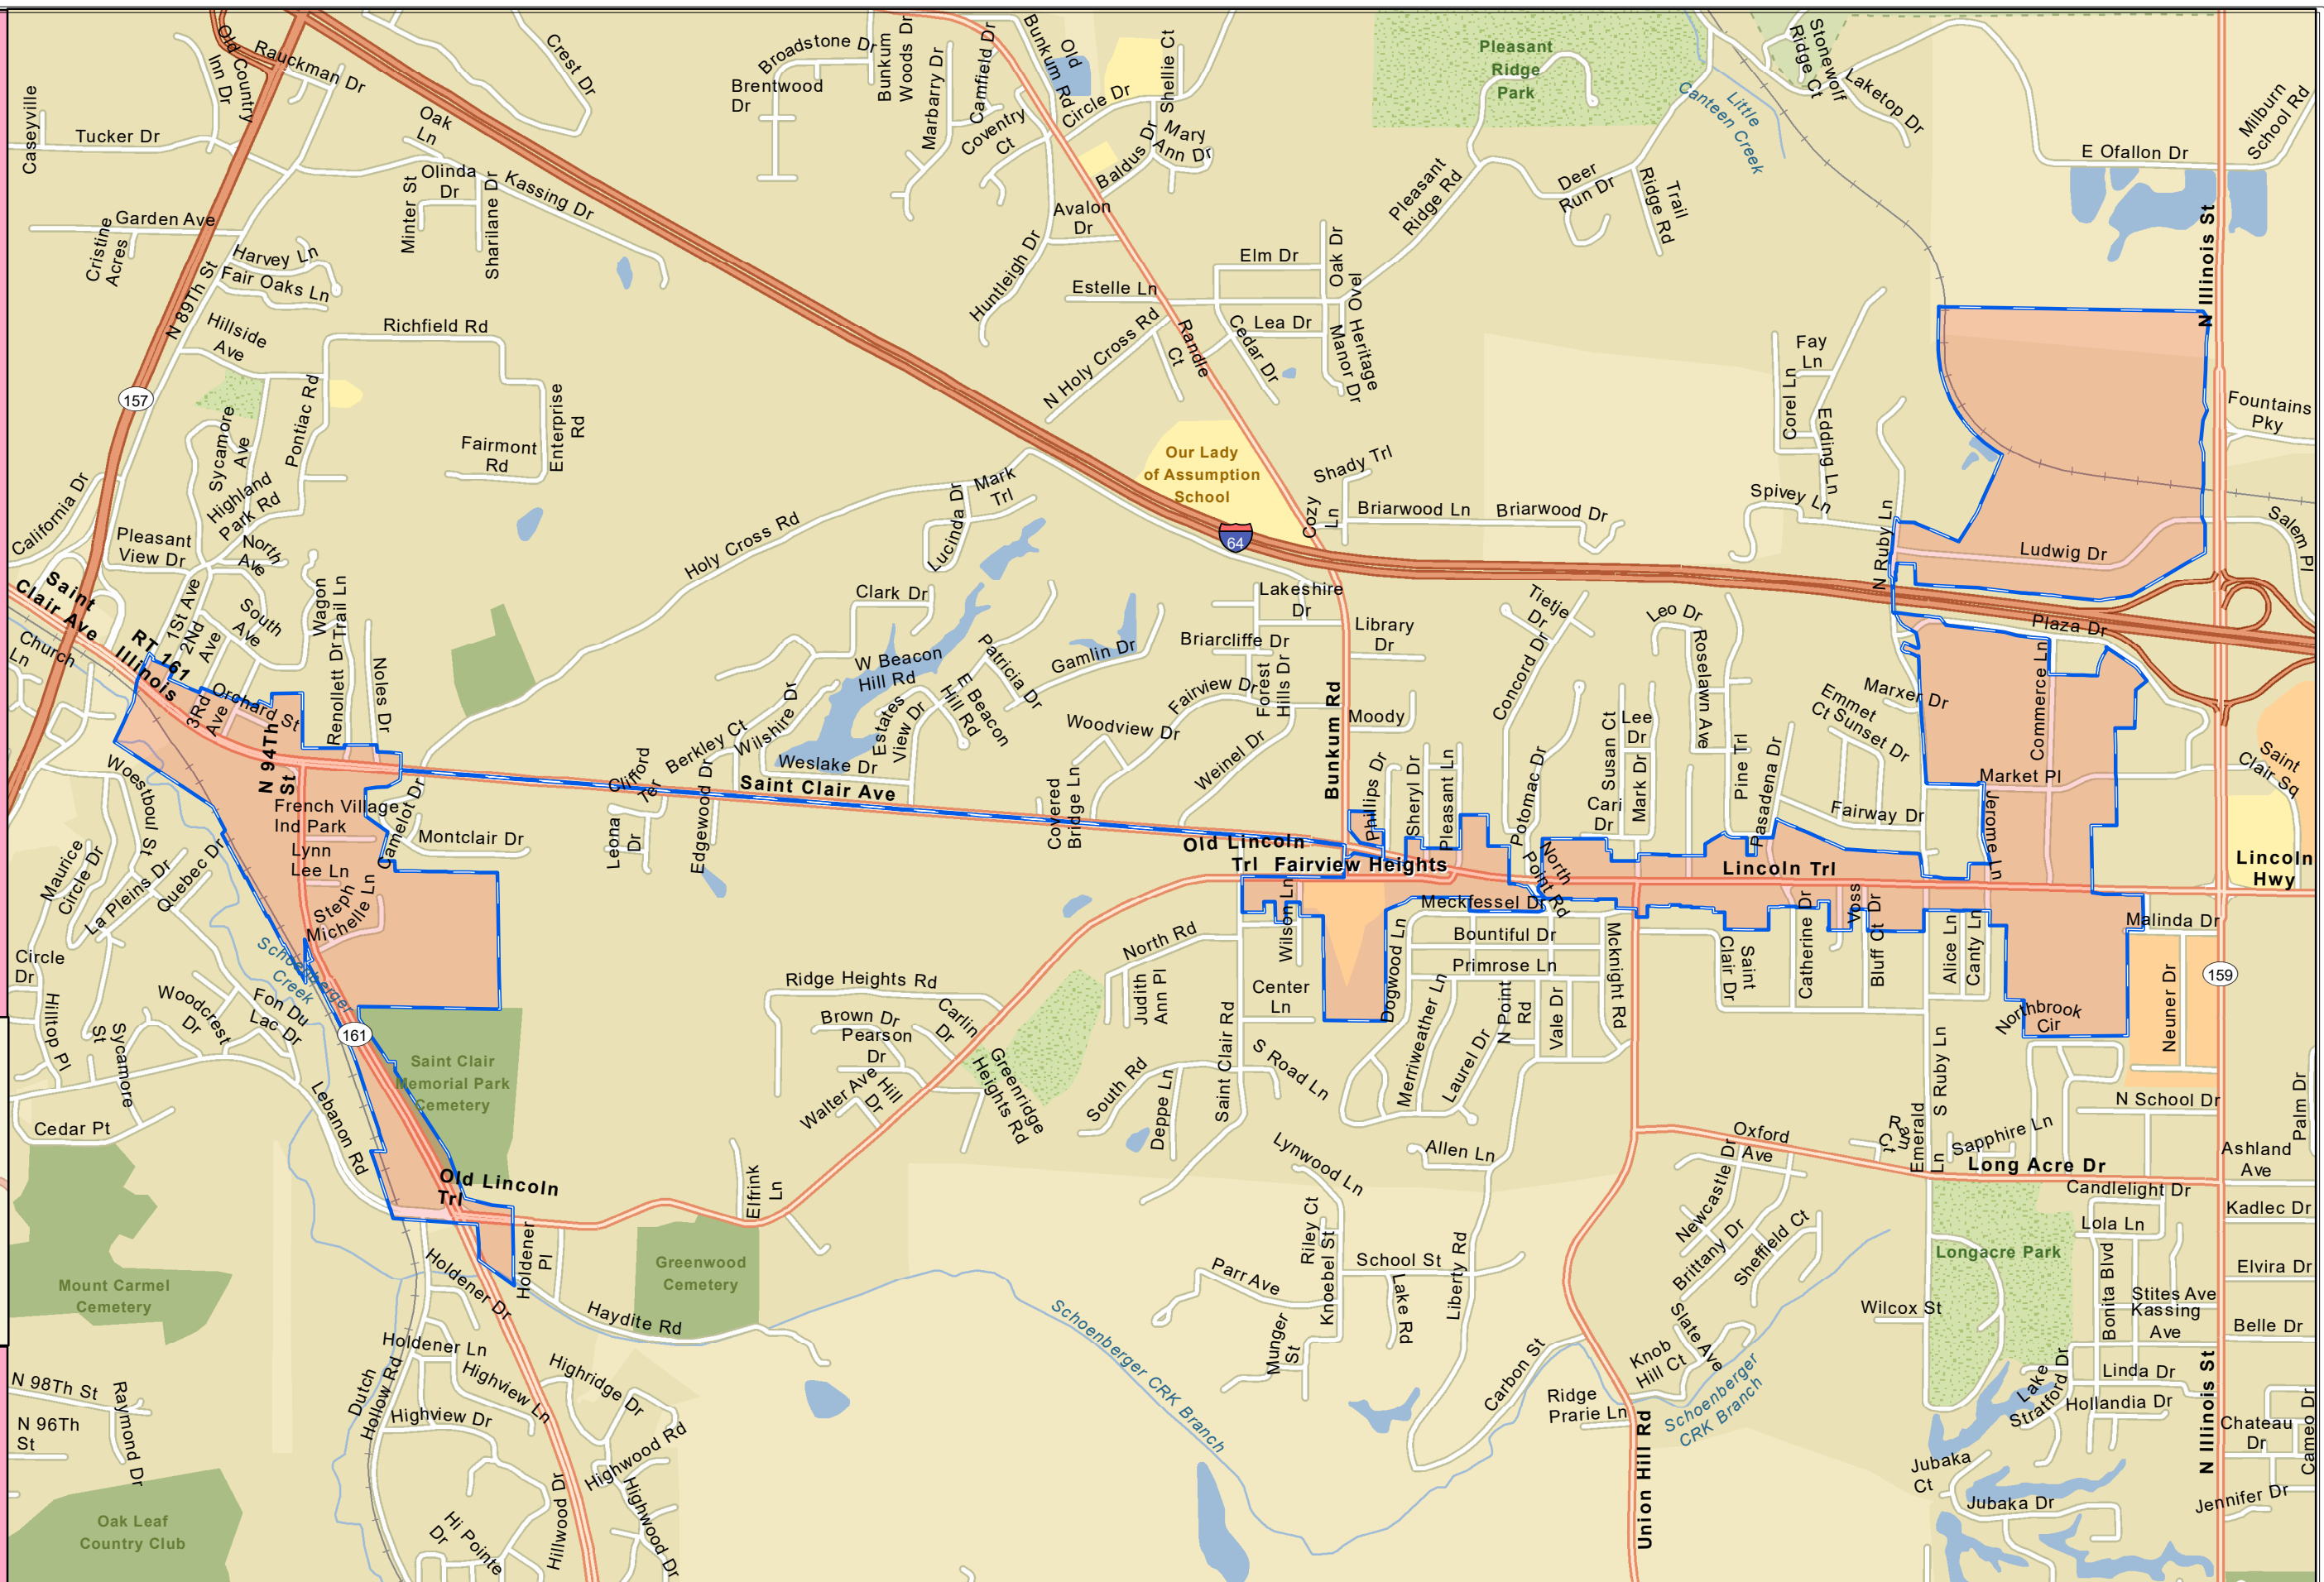 Caseyville
Tucker Dr
Inn Dr
Old
Country
Rauckman Dr
Oak
Ln
Crest Dr
Olinda
Dr
Minter St
Sharilane Dr
Kassing Dr
Garden Ave
Cristine
Acres
Harvey Ln
Fair Oaks Ln
N 89Th St
Hillside
Ave
Richfield Rd
157
Pontiac Rd
Sycamore
Ave
Highland
Park Rd
Fairmont
Rd
Enterprise
Rd
California Dr
Pleasant
View Dr
North
Ave
South
Ave
1St Ave
2Nd
Ave
3Rd
Ave
Wagon
Trail Ln
Renollett Dr
Noles Dr
Saint
Clair Ave
Church
Ln
RT 161
Illinois
Orchard St
N 94Th
St
Brentwood
Dr
Broadstone Dr
Bunkum
Woods Dr
Marbarry Dr
Camfield Dr
Coventry
Ct
Bunkum Rd
Old
Circle Dr
Shellie Ct
Baldus Dr
Mary
Ann Dr
Avalon
Dr
Huntleigh Dr
Estelle Ln
Elm Dr
Oak Dr
Ovel
Lea Dr
Cedar Dr
Heritage
Manor Dr
N Holy Cross Rd
Ct
Randle
Pleasant
Ridge
Park
Pleasant
Ridge Rd
Deer
Run Dr
Trail
Ridge Rd
Little
Canteen Creek
Stonewolf
Ridge Ct
Laketop Dr
E Ofallon Dr
Milburn
School Rd
N Illinois St
Fay
Ln
Corel Ln
Edding Ln
Spivey Ln
N Ruby Ln
Ludwig Dr
Fountains
Pky
Salem Pl
Our Lady
of Assumption
School
64
Shady Trl
Cozy
Ln
Briarwood Ln
Briarwood Dr
Holy Cross Rd
Lucinda Dr
Mark
Trl
Clark Dr
W Beacon
Hill Rd
E Beacon
Hill Rd
Patricia Dr
Gamlin Dr
Estates
View Dr
Wilshire Dr
Berkley Ct
Weslake Dr
Clifford
Ter
Leona
Dr
Edgewood Dr
Saint Clair Ave
Lakeshire
Dr
Briarcliffe Dr
Library
Dr
Forest
Hills Dr
Fairview Dr
Woodview Dr
Weinel Dr
Covered
Bridge Ln
Bunkum Rd
Moody
Tietje
Dr
Concord Dr
Leo Dr
Roselawn Ave
Susan Ct
Lee
Dr
Mark Dr
Cari
Dr
Pine Trl
Pasadena Dr
Potomac Dr
Phillips Dr
Sheryl Dr
Pleasant Ln
Emmet
Ct
Sunset Dr
Marxer Dr
Fairway Dr
Plaza Dr
Commerce Ln
Market Pl
Jerome Ln
Saint
Clair Sq
Old Lincoln
Trl
Fairview Heights
North
Point Rd
Lincoln Trl
Lincoln
Hwy
French Village
Ind Park
Camelot Dr
Montclair Dr
Lynn
Lee Ln
Steph
Michelle Ln
Woestboul St
Maurice
Circle Dr
La Pleins Dr
Quebec Dr
Schoenberger
Creek
Circle
Dr
Hilltop Pl
Sycamore
St
Woodcrest
Dr
Fon Du
Lac Dr
161
Saint Clair
Memorial Park
Cemetery
Lebanon Rd
Cedar Pt
Old Lincoln
Trl
Mount Carmel
Cemetery
Holdener
Pl
Holdener Dr
Holdener Ln
Haydite Rd
Greenwood
Cemetery
Elfrink
Ln
Ridge Heights Rd
Brown Dr
Pearson
Dr
Carlin
Dr
Walter Ave
Hill
Dr
Greenridge
Heights Rd
North Rd
Judith
Ann Pl
South Rd
Deppe Ln
Saint Clair Rd
Center
Ln
Wilson Ln
S Road Ln
Meckfessel Dr
Bountiful Dr
Primrose Ln
Dogwood Ln
Merriweather Ln
Laurel Dr
N Point
Rd
Vale Dr
Mcknight Rd
Lynwood Ln
Allen Ln
Riley Ct
Knoebel St
School St
Parr Ave
Munger
St
Lake Rd
Liberty Rd
Carbon St
Saint
Clair Dr
Catherine Dr
Voss
Bluff Ct Dr
Alice Ln
Canty Ln
Northbrook
Cir
Malinda Dr
Neuner Dr
159
S Ruby Ln
N School Dr
Palm Dr
Oxford
Ave
Ram
Ct
Emerald
Ln
Sapphire Ln
Long Acre Dr
Ashland
Ave
Candlelight Dr
Kadlec Dr
Lola Ln
Longacre Park
Bonita Blvd
Elvira Dr
Stites Ave
Kassing
Ave
Belle Dr
Newcastle Dr
Brittany Dr
Sheffield Ct
Slate Ave
Knob
Hill Ct
Wilcox St
Schoenberger
CRK Branch
Schoenberger CRK Branch
Ridge
Prarie Ln
Union Hill Rd
Lake
Stratford Dr
Linda Dr
Hollandia Dr
N Illinois St
Chateau
Dr
Cameo Dr
Jubaka
Ct
Jubaka Dr
Jennifer Dr
N 98Th St
N 96Th
St
Raymond Dr
Dutch
Hollow Rd
Highview Dr
Highview Ln
Highridge Dr
Highwood Rd
Highwood Dr
Hillwood Dr
Hi Pointe
Dr
Oak Leaf
Country Club